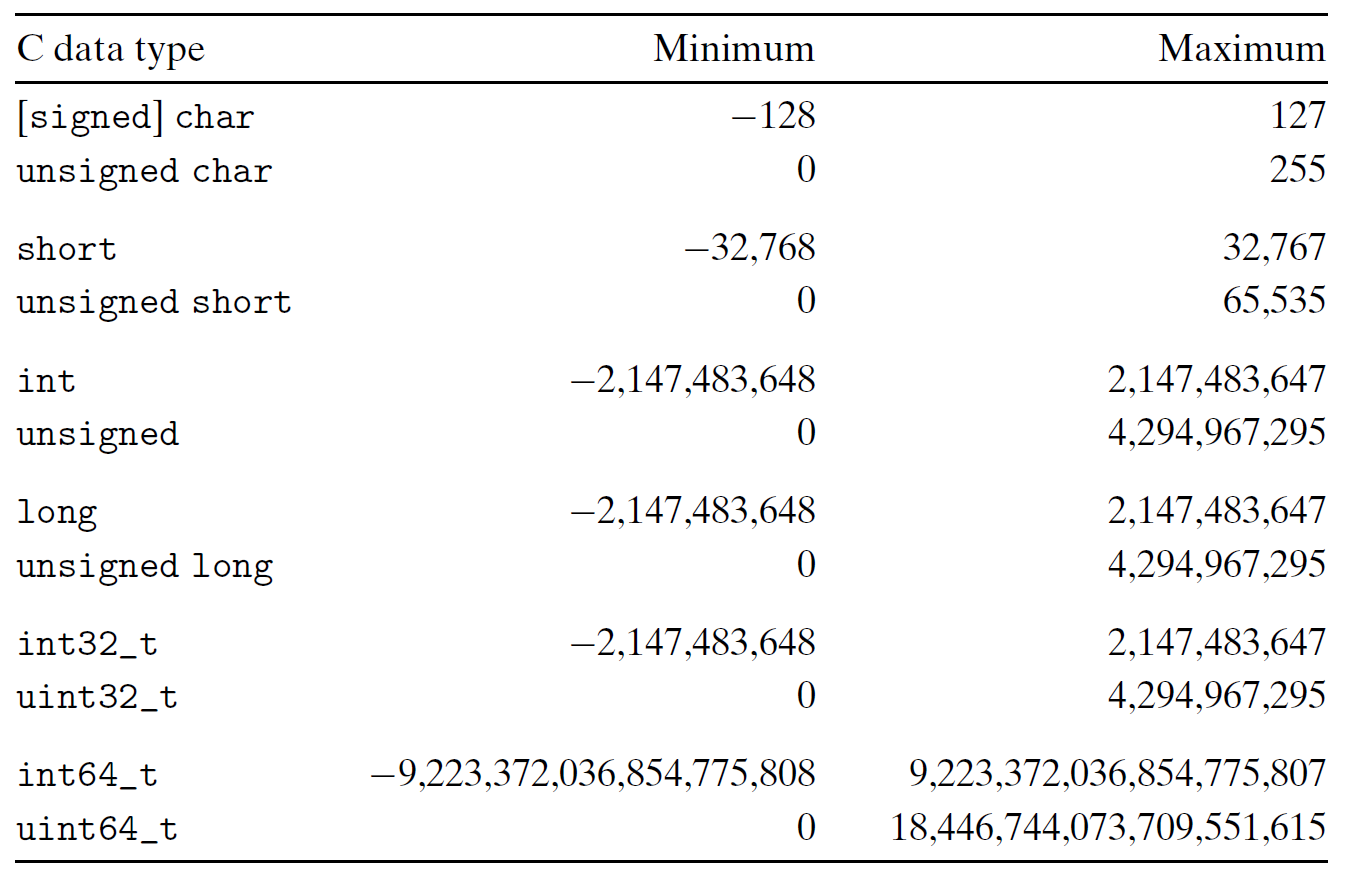 C data type Minimum Maximum
[signed] char −128 127
unsigned char 0 255
short −32,768 32,767
unsigned short 0 65,535
int −2,147,483,648 2,147,483,647
unsigned 0 4,294,967,295
long −2,147,483,648 2,147,483,647
unsigned long 0 4,294,967,295
int32_t −2,147,483,648 2,147,483,647
uint32_t 0 4,294,967,295
int64_t −9,223,372,036,854,775,808 9,223,372,036,854,775,807
uint64_t 0 18,446,744,073,709,551,615